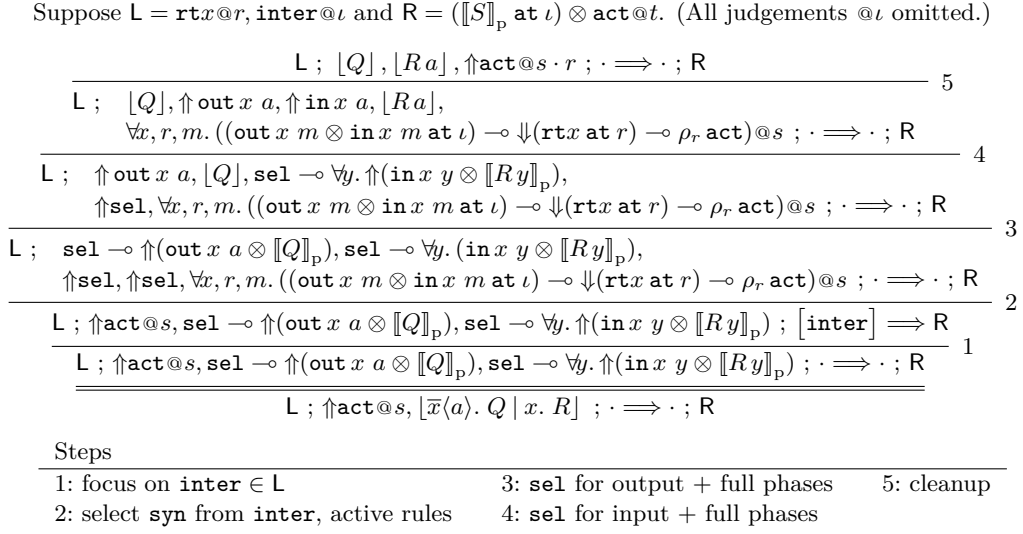 Suppose L = rtx@r, inter@ι and R = (⟦S⟧ₚ at ι) ⊗ act@t. (All judgements @ι omitted.)
L ; ⌊Q⌋, ⌊R a⌋, ⇑act@s · r ; · ⟹ · ; R
5
L ; ⌊Q⌋, ⇑out x a, ⇑in x a, ⌊R a⌋,
∀x, r, m. ((out x m ⊗ in x m at ι) ⊸ ⇓(rtx at r) ⊸ ρᵣ act)@s ; · ⟹ · ; R
4
L ; ⇑out x a, ⌊Q⌋, sel ⊸ ∀y. ⇑(in x y ⊗ ⟦R y⟧ₚ),
⇑sel, ∀x, r, m. ((out x m ⊗ in x m at ι) ⊸ ⇓(rtx at r) ⊸ ρᵣ act)@s ; · ⟹ · ; R
3
L ; sel ⊸ ⇑(out x a ⊗ ⟦Q⟧ₚ), sel ⊸ ∀y. (in x y ⊗ ⟦R y⟧ₚ),
⇑sel, ⇑sel, ∀x, r, m. ((out x m ⊗ in x m at ι) ⊸ ⇓(rtx at r) ⊸ ρᵣ act)@s ; · ⟹ · ; R
2
L ; ⇑act@s, sel ⊸ ⇑(out x a ⊗ ⟦Q⟧ₚ), sel ⊸ ∀y. ⇑(in x y ⊗ ⟦R y⟧ₚ) ; [inter] ⟹ R
1
L ; ⇑act@s, sel ⊸ ⇑(out x a ⊗ ⟦Q⟧ₚ), sel ⊸ ∀y. ⇑(in x y ⊗ ⟦R y⟧ₚ) ; · ⟹ · ; R
L ; ⇑act@s, ⌊x̅⟨a⟩. Q | x. R⌋ ; · ⟹ · ; R
Steps
1: focus on inter ∈ L 3: sel for output + full phases 5: cleanup
2: select syn from inter, active rules 4: sel for input + full phases